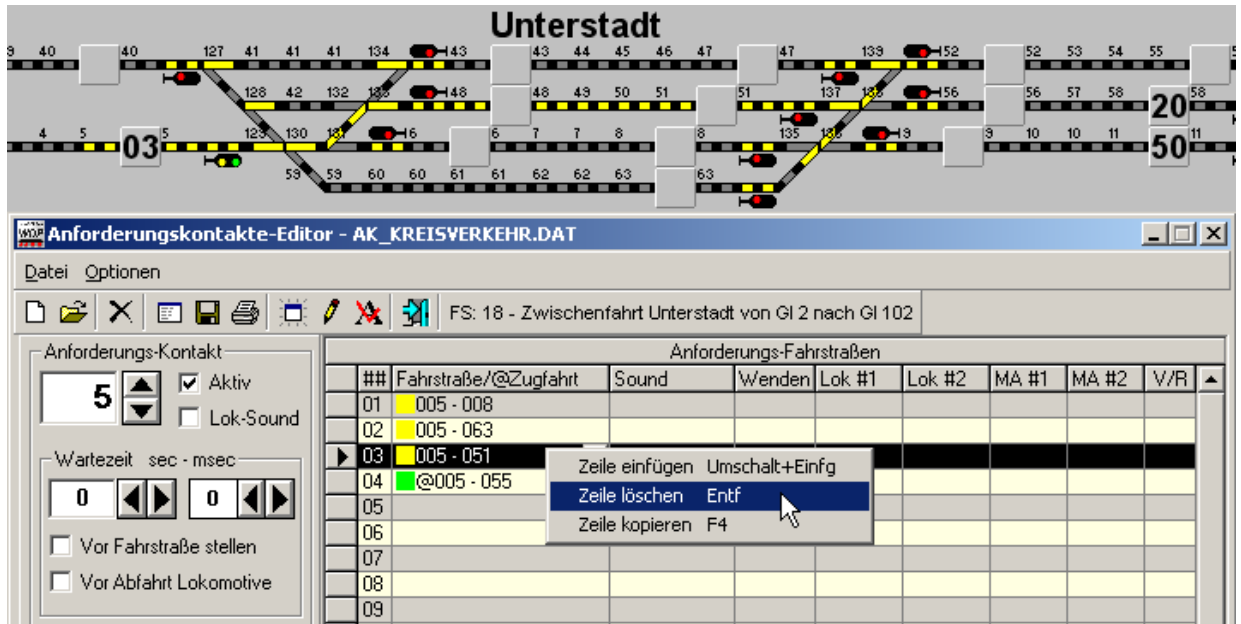 Unterstadt
9 40 40 127 41 41 41 134 43 43 44 45 46 47 47 139 52 52 53 54 55
128 42 132 48 48 49 50 51 51 137 56 56 57 58 20 58
4 5 03 5 129 130 6 6 7 7 8 8 135 9 9 10 10 11 50 11
59 59 60 60 61 61 62 62 63 63
Anforderungskontakte-Editor - AK_KREISVERKEHR.DAT
Datei Optionen
FS: 18 - Zwischenfahrt Unterstadt von Gl 2 nach Gl 102
Anforderungs-Kontakt
5
Aktiv
Lok-Sound
Wartezeit sec - msec
0 0
Vor Fahrstraße stellen
Vor Abfahrt Lokomotive
Anforderungs-Fahrstraßen
## Fahrstraße/@Zugfahrt Sound Wenden Lok #1 Lok #2 MA #1 MA #2 V/R
01 005 - 008
02 005 - 063
03 005 - 051
04 @005 - 055
05
06
07
08
09
Zeile einfügen Umschalt+Einfg
Zeile löschen Entf
Zeile kopieren F4